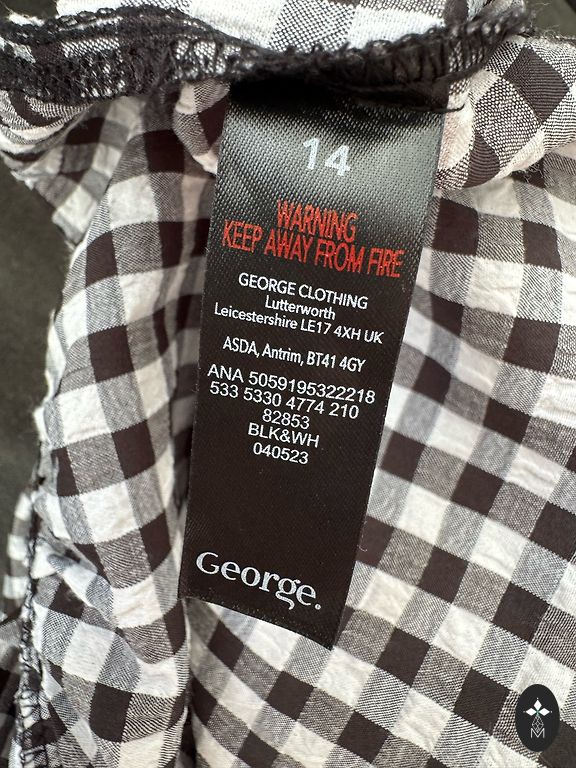 14
WARNING
KEEP AWAY FROM FIRE
GEORGE CLOTHING
Lutterworth
Leicestershire LE17 4XH UK
ASDA, Antrim, BT41 4GY
ANA 5059195322218
533 5330 4774 210
82853
BLK&WH
040523
George.
M